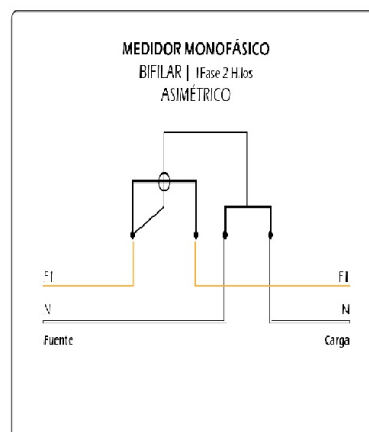 MEDIDOR MONOFÁSICO
BIFILAR | 1Fase 2 Hilos
ASIMÉTRICO
F1 F1
N N
Fuente Carga